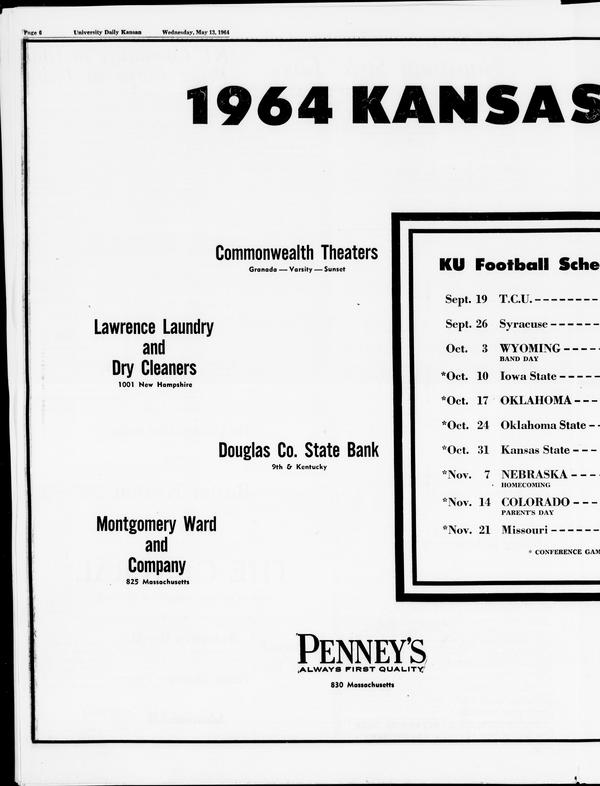 Page 6 University Daily Kansan Wednesday, May 13, 1964
1964 KANSAS
Commonwealth Theaters
Granada — Varsity — Sunset
Lawrence Laundry
and
Dry Cleaners
1001 New Hampshire
Douglas Co. State Bank
9th & Kentucky
Montgomery Ward
and
Company
825 Massachusetts
PENNEY'S
ALWAYS FIRST QUALITY
830 Massachusetts
KU Football Sche
Sept. 19 T.C.U. --------
Sept. 26 Syracuse ------
Oct. 3 WYOMING -----
BAND DAY
*Oct. 10 Iowa State -----
*Oct. 17 OKLAHOMA ---
*Oct. 24 Oklahoma State --
*Oct. 31 Kansas State ---
*Nov. 7 NEBRASKA ---
HOMECOMING
*Nov. 14 COLORADO ---
PARENT'S DAY
*Nov. 21 Missouri ------
* CONFERENCE GAM